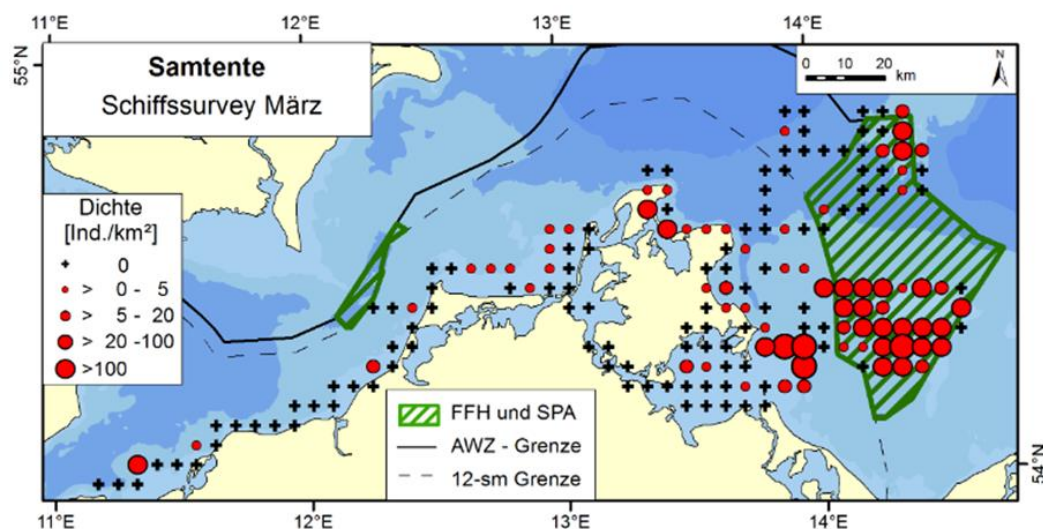 11°E 12°E 13°E 14°E
55°N
Samtente
Schiffssurvey März
0 10 20
km
N
Dichte
[Ind./km²]
0
> 0 - 5
> 5 - 20
> 20 -100
>100
FFH und SPA
AWZ - Grenze
12-sm Grenze
54°N
11°E 12°E 13°E 14°E